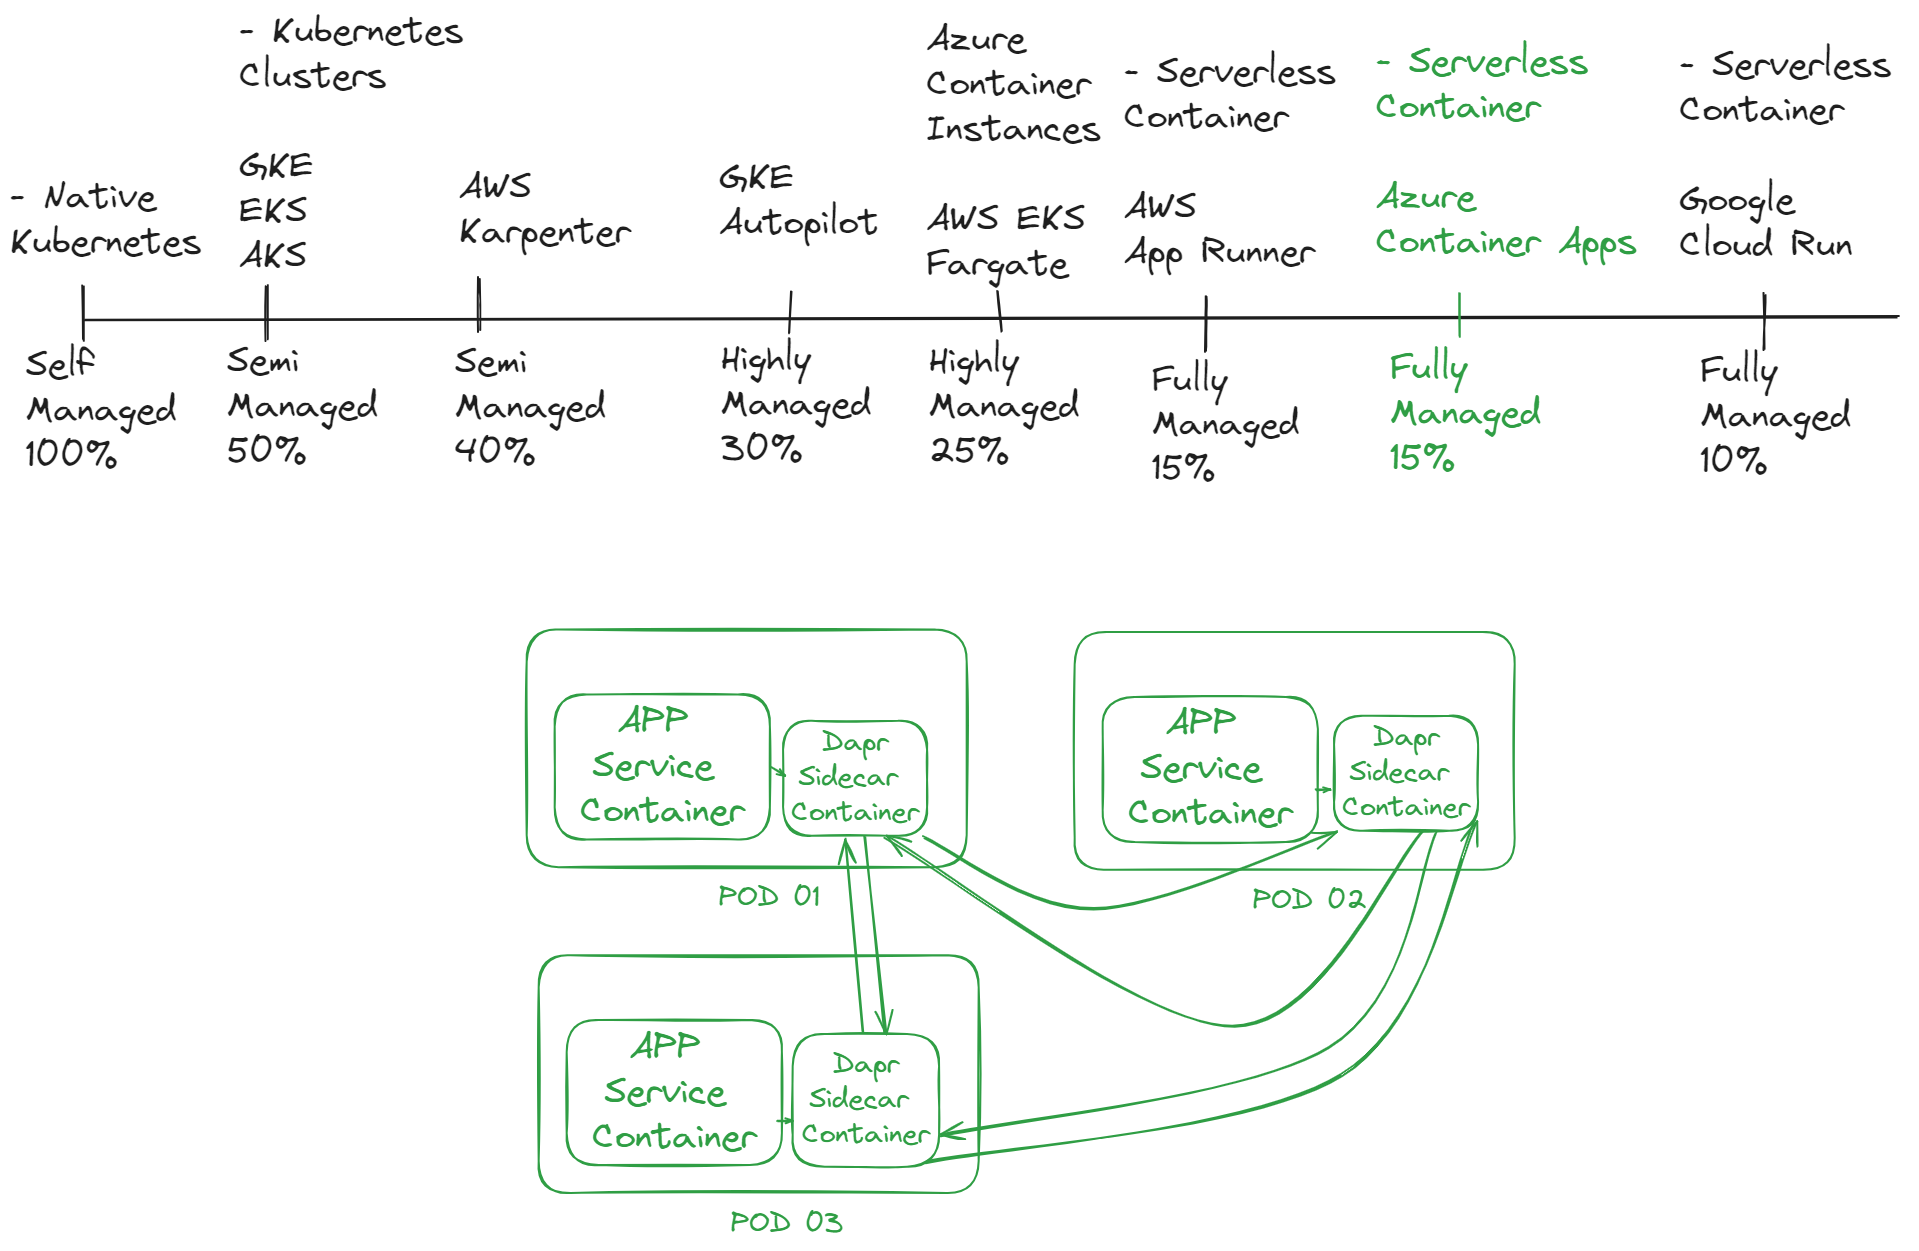 - Native
Kubernetes
Self
Managed
100%
- Kubernetes
Clusters
GKE
EKS
AKS
Semi
Managed
50%
AWS
Karpenter
Semi
Managed
40%
GKE
Autopilot
Highly
Managed
30%
Azure
Container
Instances
AWS EKS
Fargate
Highly
Managed
25%
- Serverless
Container
AWS
App Runner
Fully
Managed
15%
- Serverless
Container
Azure
Container Apps
Fully
Managed
15%
- Serverless
Container
Google
Cloud Run
Fully
Managed
10%
APP
Service
Container
Dapr
Sidecar
Container
POD 01
APP
Service
Container
Dapr
Sidecar
Container
POD 02
APP
Service
Container
Dapr
Sidecar
Container
POD 03